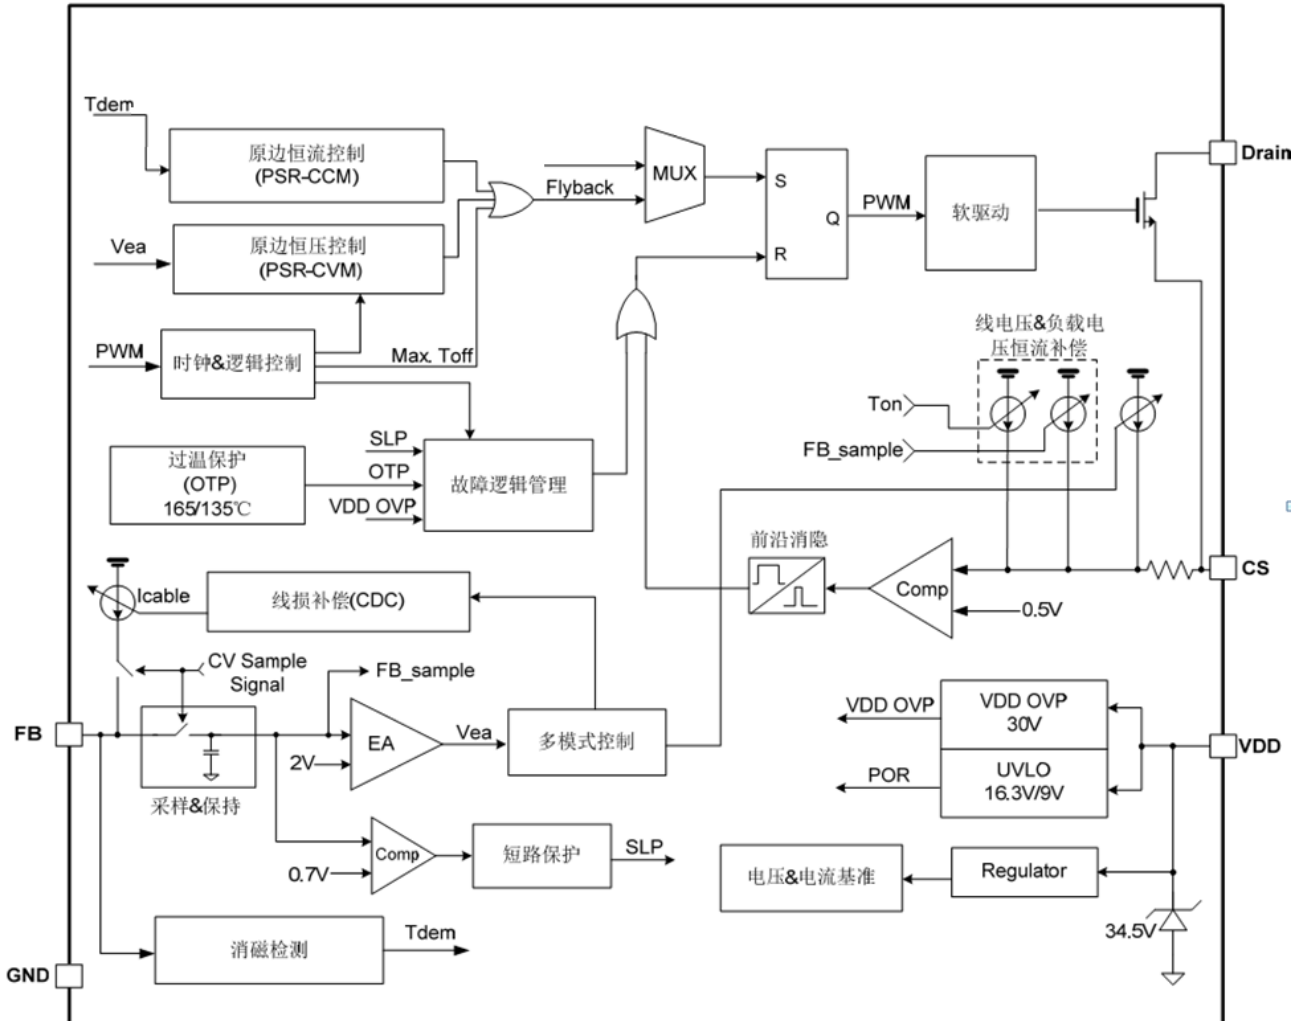 Tdem
原边恒流控制
(PSR-CCM)
MUX
Flyback
S
Q
R
PWM
软驱动
Drain
Vea
原边恒压控制
(PSR-CVM)
PWM
时钟&逻辑控制
Max. Toff
线电压&负载电
压恒流补偿
Ton
FB_sample
过温保护
(OTP)
165/135℃
SLP
OTP
VDD OVP
故障逻辑管理
前沿消隐
Comp
0.5V
CS
Icable
线损补偿(CDC)
CV Sample
Signal
FB_sample
FB
EA
2V
Vea
多模式控制
采样&保持
VDD OVP
VDD OVP
30V
POR
UVLO
16.3V/9V
VDD
Comp
0.7V
短路保护
SLP
电压&电流基准
Regulator
34.5V
消磁检测
Tdem
GND